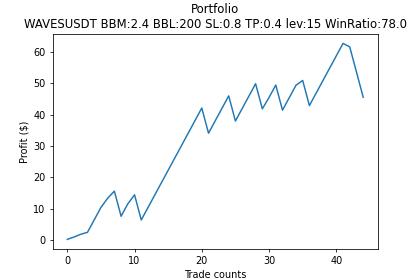 Portfolio
WAVESUSDT BBM:2.4 BBL:200 SL:0.8 TP:0.4 lev:15 WinRatio:78.0
Profit ($)
60
50
40
30
20
10
0
0 10 20 30 40
Trade counts